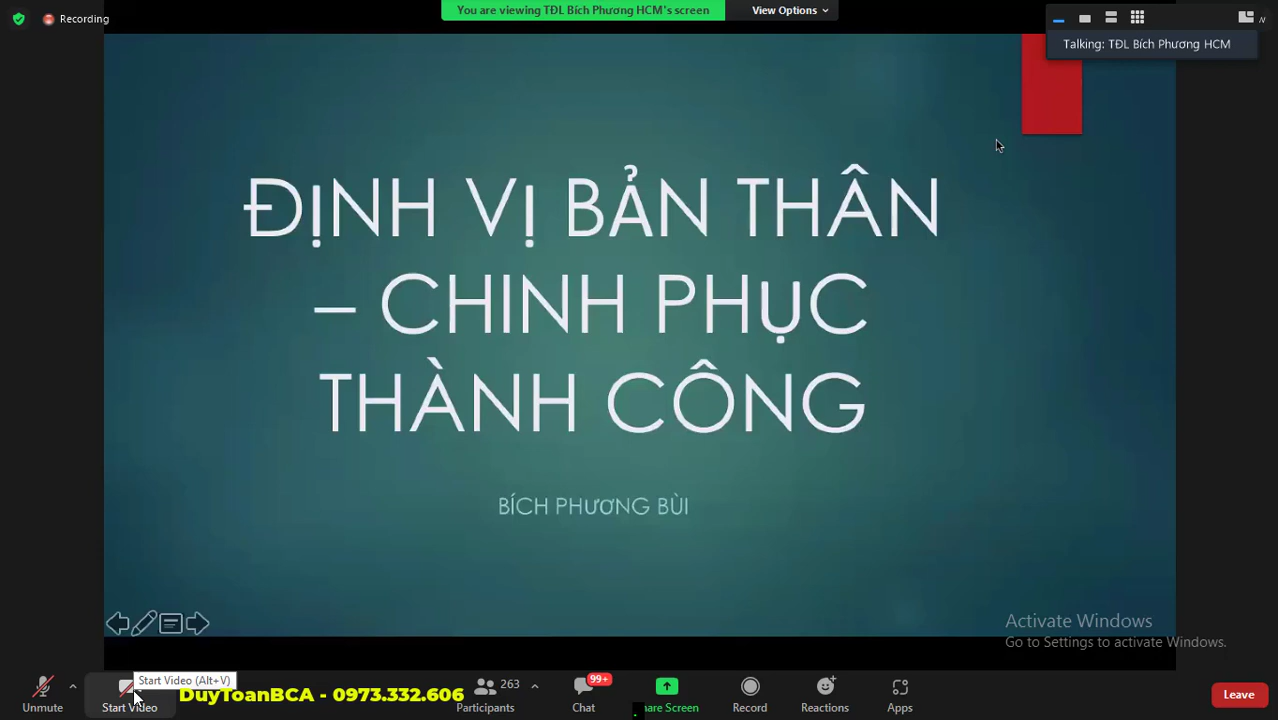 Recording
You are viewing TĐL Bích Phương HCM's screen
View Options
Talking: TĐL Bích Phương HCM
ĐỊNH VỊ BẢN THÂN
– CHINH PHỤC
THÀNH CÔNG
BÍCH PHƯƠNG BÙI
Activate Windows
Go to Settings to activate Windows.
Start Video (Alt+V)
DuyToanBCA - 0973.332.606
263
99+
Unmute
Start Video
Participants
Chat
hare Screen
Record
Reactions
Apps
Leave